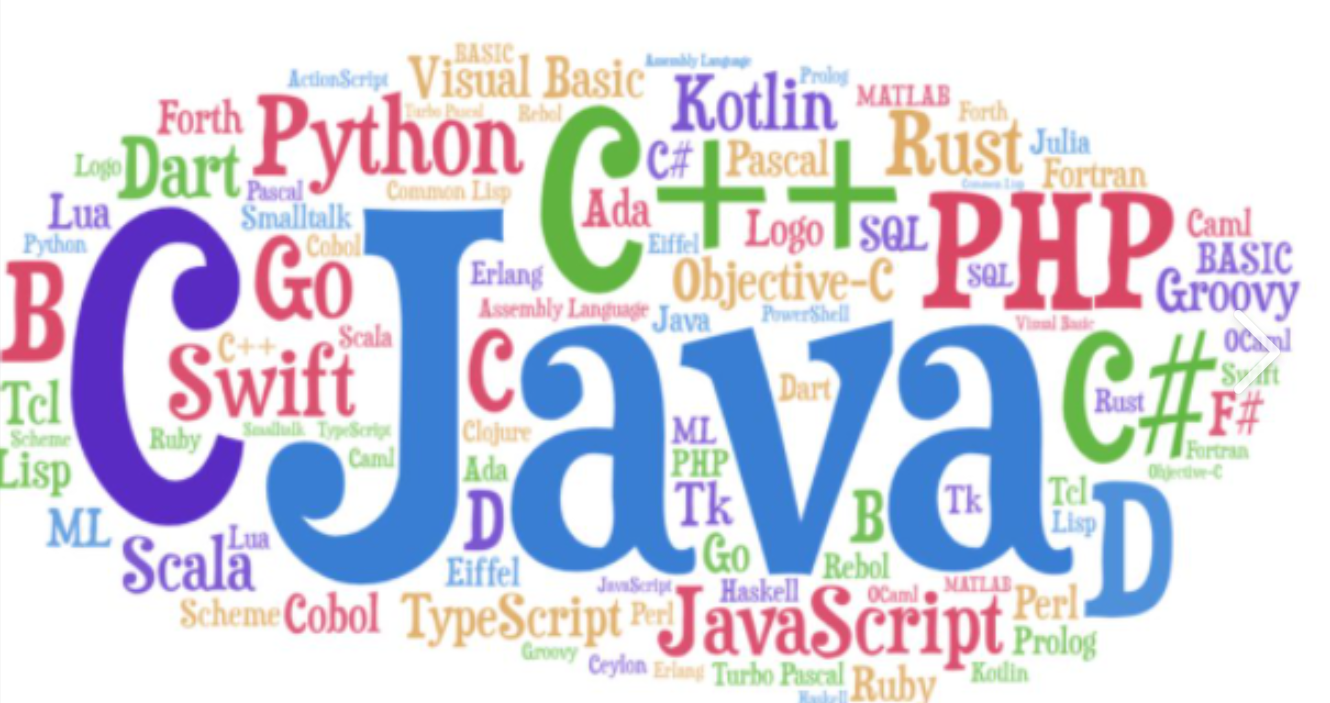 BASIC
Assembly Language
ActionScript
Visual Basic
Prolog
Kotlin
MATLAB
Forth
Python
Turbo Pascal
Rebol
Forth
C++
Rust
Julia
Logo
Dart
C#
Pascal
Fortran
Pascal
Common Lisp
Common Lisp
Lua
Smalltalk
Ada
Logo
SQL
PHP
Caml
Python
Cobol
Eiffel
BASIC
B
C
Go
Java
Erlang
Objective-C
SQL
Groovy
Assembly Language
Java
PowerShell
Visual Basic
Scala
C++
Swift
C
C#
OCaml
Swift
Tcl
Dart
Rust
F#
Scheme
Ruby
Smalltalk
TypeScript
Clojure
ML
Fortran
Lisp
Caml
Ada
PHP
Objective-C
ML
D
Tk
B
Tk
Tcl
Lisp
D
Scala
Lua
Eiffel
Go
Rebol
JavaScript
Haskell
OCaml
MATLAB
Scheme
Cobol
TypeScript
Perl
JavaScript
Perl
Prolog
Groovy
Ceylon
Erlang
Turbo Pascal
Ruby
Kotlin
Haskell